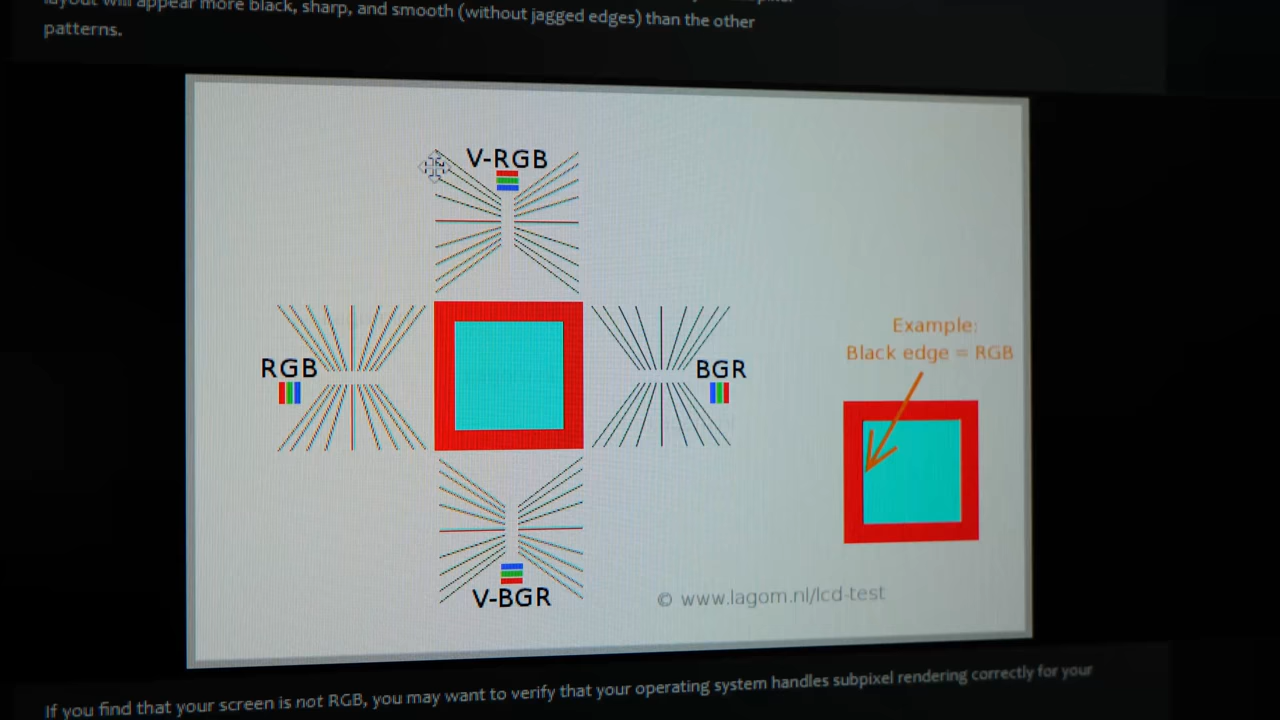 layout will appear more black, sharp, and smooth (without jagged edges) than the other
patterns.
V-RGB
RGB
BGR
Example:
Black edge = RGB
V-BGR
© www.lagom.nl/lcd-test
If you find that your screen is not RGB, you may want to verify that your operating system handles subpixel rendering correctly for your